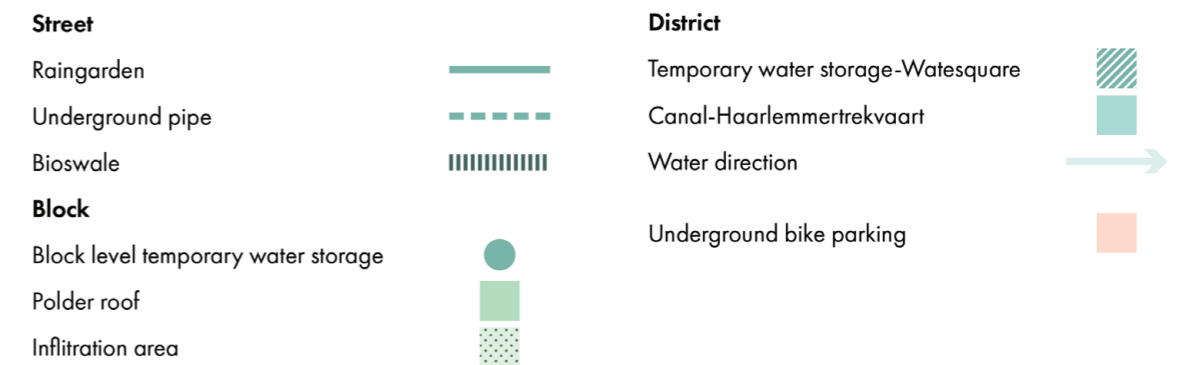 Street
Raingarden
Underground pipe
Bioswale
Block
Block level temporary water storage
Polder roof
Inflitration area
District
Temporary water storage-Watesquare
Canal-Haarlemmertrekvaart
Water direction
Underground bike parking